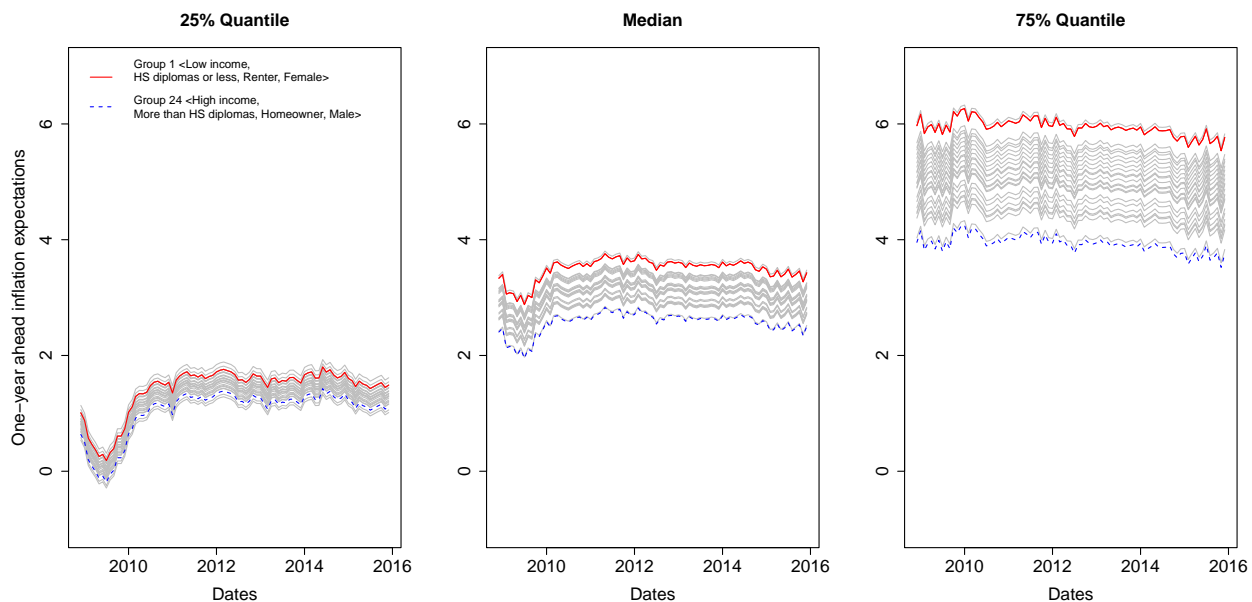 25% Quantile
Median
75% Quantile
Group 1 <Low income,
HS diplomas or less, Renter, Female>
Group 24 <High income,
More than HS diplomas, Homeowner, Male>
One−year ahead inflation expectations
6
4
2
0
2010
2012
2014
2016
Dates
6
4
2
0
2010
2012
2014
2016
Dates
6
4
2
0
2010
2012
2014
2016
Dates